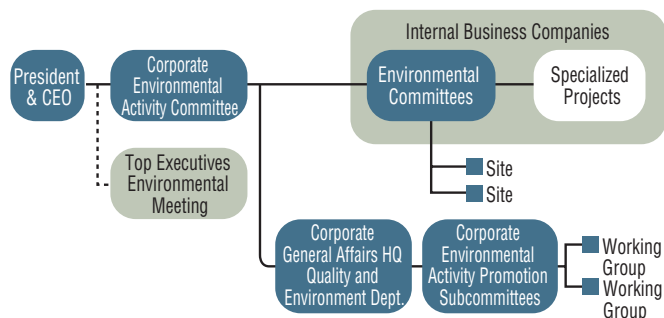 Internal Business Companies
President
& CEO
Corporate
Environmental
Activity Committee
Environmental
Committees
Specialized
Projects
Top Executives
Environmental
Meeting
Site
Site
Corporate
General Affairs HQ
Quality and
Environment Dept.
Corporate
Environmental
Activity Promotion
Subcommittees
Working
Group
Working
Group